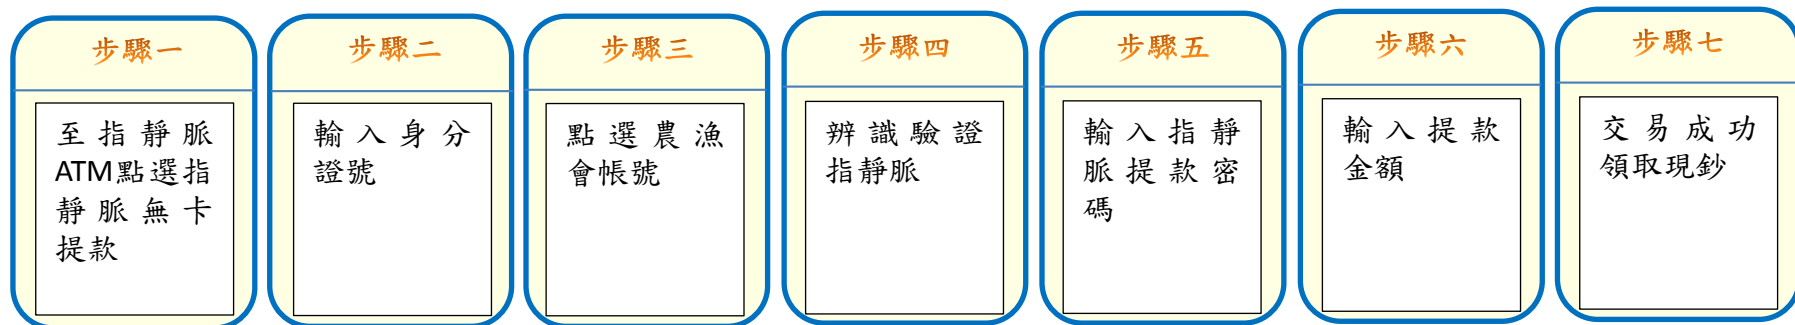 步驟一
至指靜脈
ATM點選指
靜脈無卡
提款
步驟二
輸入身分
證號
步驟三
點選農漁
會帳號
步驟四
辨識驗證
指靜脈
步驟五
輸入指靜
脈提款密
碼
步驟六
輸入提款
金額
步驟七
交易成功
領取現鈔